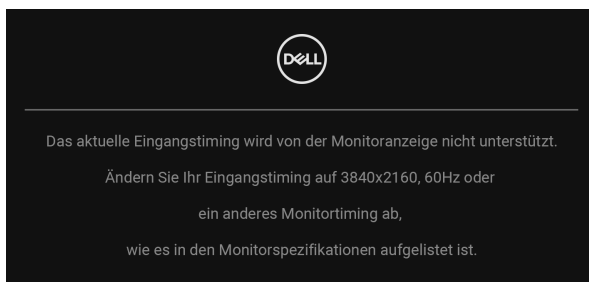 DELL
Das aktuelle Eingangstiming wird von der Monitoranzeige nicht unterstützt.
Ändern Sie Ihr Eingangstiming auf 3840x2160, 60Hz oder
ein anderes Monitortiming ab,
wie es in den Monitorspezifikationen aufgelistet ist.